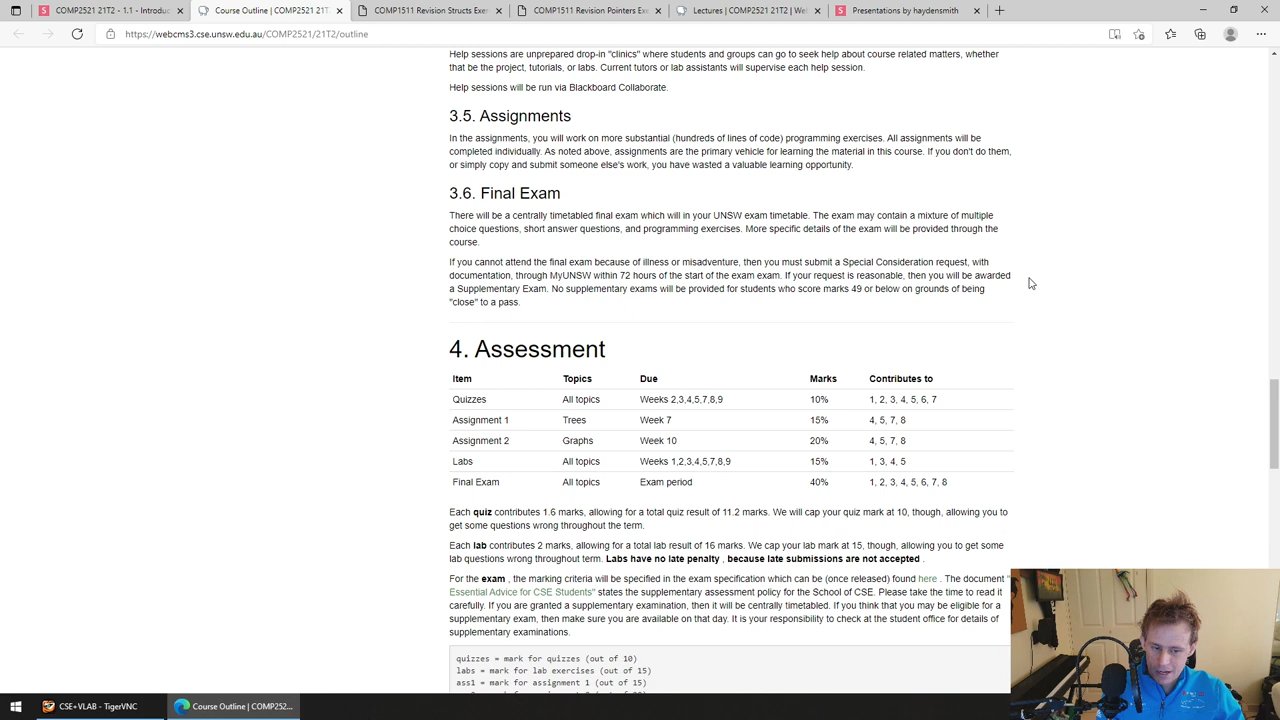 COMP2521 21T2 - 1.1 - Introduc
Course Outline | COMP2521 21T2
COMP1511 Revision Structs Exer
COMP1511 Revision Pointers Exer
Lectures | COMP2521 21T2 | Web
Presentations by haydensmith
https://webcms3.cse.unsw.edu.au/COMP2521/21T2/outline
Help sessions are unprepared drop-in "clinics" where students and groups can go to seek help about course related matters, whether
that be the project, tutorials, or labs. Current tutors or lab assistants will supervise each help session.
Help sessions will be run via Blackboard Collaborate.
3.5. Assignments
In the assignments, you will work on more substantial (hundreds of lines of code) programming exercises. All assignments will be
completed individually. As noted above, assignments are the primary vehicle for learning the material in this course. If you don't do them,
or simply copy and submit someone else's work, you have wasted a valuable learning opportunity.
3.6. Final Exam
There will be a centrally timetabled final exam which will in your UNSW exam timetable. The exam may contain a mixture of multiple
choice questions, short answer questions, and programming exercises. More specific details of the exam will be provided through the
course.
If you cannot attend the final exam because of illness or misadventure, then you must submit a Special Consideration request, with
documentation, through MyUNSW within 72 hours of the start of the exam exam. If your request is reasonable, then you will be awarded
a Supplementary Exam. No supplementary exams will be provided for students who score marks 49 or below on grounds of being
"close" to a pass.
4. Assessment
Item Topics Due Marks Contributes to
Quizzes All topics Weeks 2,3,4,5,7,8,9 10% 1, 2, 3, 4, 5, 6, 7
Assignment 1 Trees Week 7 15% 4, 5, 7, 8
Assignment 2 Graphs Week 10 20% 4, 5, 7, 8
Labs All topics Weeks 1,2,3,4,5,7,8,9 15% 1, 3, 4, 5
Final Exam All topics Exam period 40% 1, 2, 3, 4, 5, 6, 7, 8
Each quiz contributes 1.6 marks, allowing for a total quiz result of 11.2 marks. We will cap your quiz mark at 10, though, allowing you to
get some questions wrong throughout the term.
Each lab contributes 2 marks, allowing for a total lab result of 16 marks. We cap your lab mark at 15, though, allowing you to get some
lab questions wrong throughout term. Labs have no late penalty , because late submissions are not accepted .
For the exam , the marking criteria will be specified in the exam specification which can be (once released) found here . The document "
Essential Advice for CSE Students" states the supplementary assessment policy for the School of CSE. Please take the time to read it
carefully. If you are granted a supplementary examination, then it will be centrally timetabled. If you think that you may be eligible for a
supplementary exam, then make sure you are available on that day. It is your responsibility to check at the student office for details of
supplementary examinations.
quizzes = mark for quizzes (out of 10)
labs = mark for lab exercises (out of 15)
ass1 = mark for assignment 1 (out of 15)
CSE+VLAB - TigerVNC
Course Outline | COMP252...